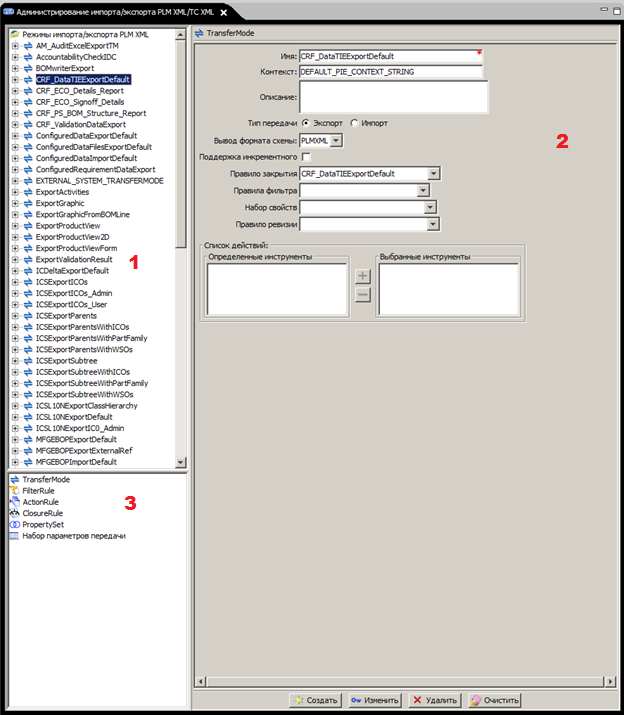 Администрирование импорта/экспорта PLM XML/TC XML
Режимы импорта/экспорта PLM XML
AM_AuditExcelExportTM
AccountabilityCheckIDC
BOMwriterExport
CRF_DataTIEExportDefault
CRF_ECO_Details_Report
CRF_ECO_Signoff_Details
CRF_PS_BOM_Structure_Report
CRF_ValidationDataExport
ConfiguredDataExportDefault
ConfiguredDataFilesExportDefault
ConfiguredDataImportDefault
ConfiguredRequirementDataExport
EXTERNAL_SYSTEM_TRANSFERMODE
ExportActivities
ExportGraphic
ExportGraphicFromBOMLine
ExportProductView
ExportProductView2D
ExportProductViewForm
ExportValidationResult
ICDeltaExportDefault
ICSExportICOs
ICSExportICOs_Admin
ICSExportICOs_User
ICSExportParents
ICSExportParentsWithICOs
ICSExportParentsWithPartFamily
ICSExportParentsWithWSOs
ICSExportSubtree
ICSExportSubtreeWithICOs
ICSExportSubtreeWithPartFamily
ICSExportSubtreeWithWSOs
ICSL10NExportClassHierarchy
ICSL10NExportDefault
ICSL10NExportICO_Admin
MFGEBOPExportDefault
MFGEBOPExportExternalRef
MFGEBOPImportDefault
1
TransferMode
FilterRule
ActionRule
ClosureRule
PropertySet
Набор параметров передачи
3
TransferMode
Имя: CRF_DataTIEExportDefault *
Контекст: DEFAULT_PIE_CONTEXT_STRING
Описание:
Тип передачи Экспорт Импорт
Вывод формата схемы: PLMXML
2
Поддержка инкрементного
Правило закрытия CRF_DataTIEExportDefault
Правила фильтра
Набор свойств
Правило ревизии
Список действий:
Определенные инструменты Выбранные инструменты
Создать Изменить Удалить Очистить